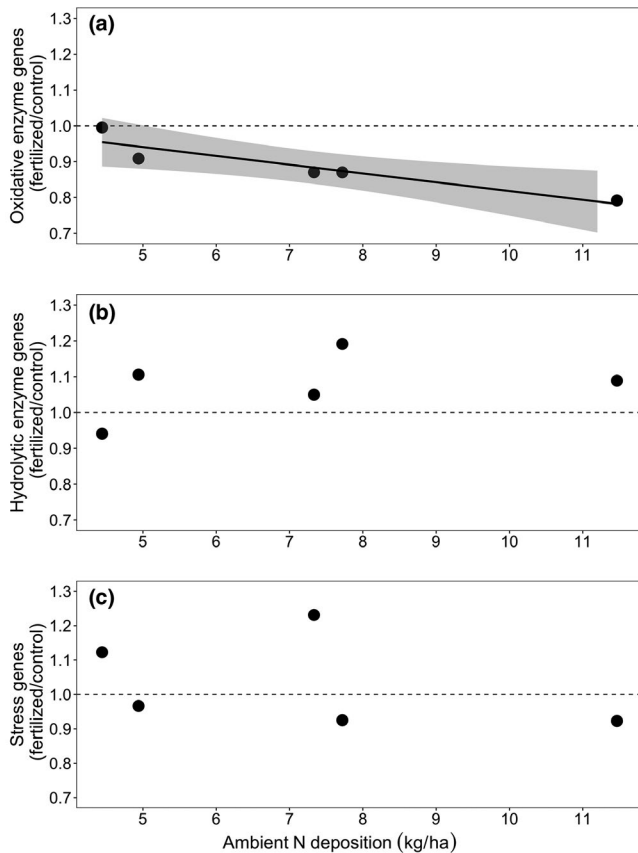 (a)
Oxidative enzyme genes
(fertilized/control)
1.3
1.2
1.1
1.0
0.9
0.8
0.7
5 6 7 8 9 10 11
(b)
Hydrolytic enzyme genes
(fertilized/control)
1.3
1.2
1.1
1.0
0.9
0.8
0.7
5 6 7 8 9 10 11
(c)
Stress genes
(fertilized/control)
1.3
1.2
1.1
1.0
0.9
0.8
0.7
5 6 7 8 9 10 11
Ambient N deposition (kg/ha)